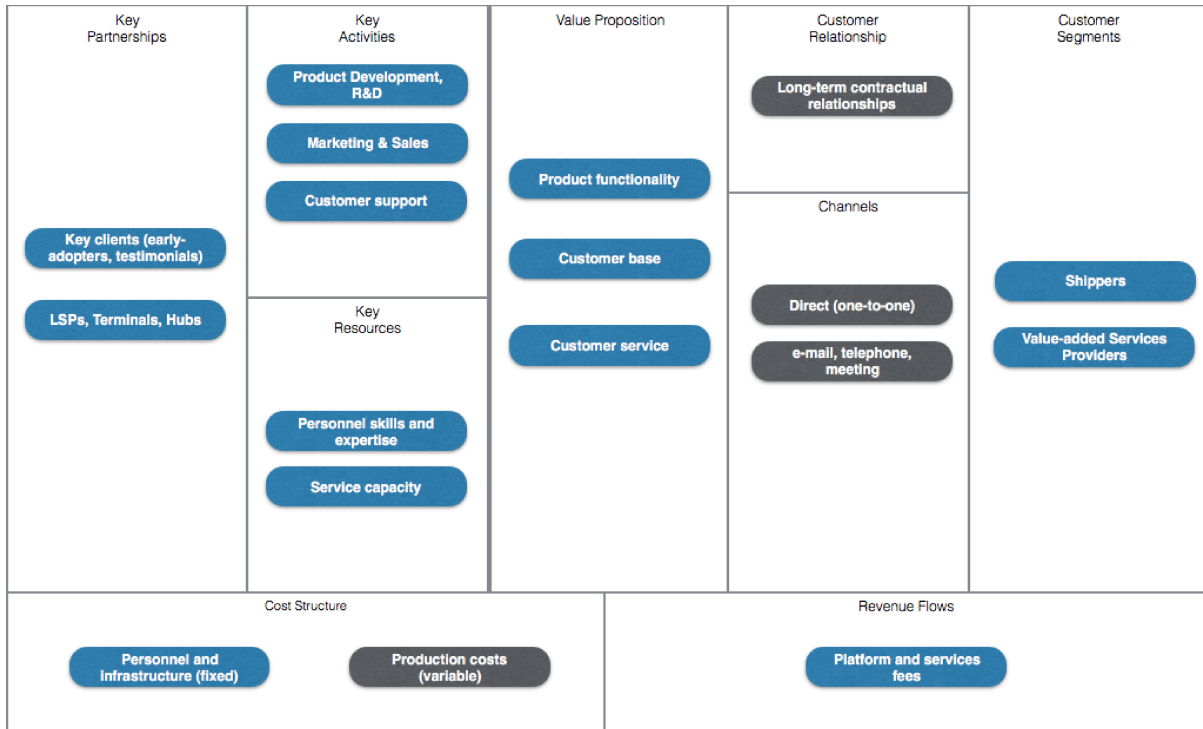 Key
Partnerships
Key clients (early-
adopters, testimonials)
LSPs, Terminals, Hubs
Key
Activities
Product Development,
R&D
Marketing & Sales
Customer support
Key
Resources
Personnel skills and
expertise
Service capacity
Value Proposition
Product functionality
Customer base
Customer service
Customer
Relationship
Long-term contractual
relationships
Channels
Direct (one-to-one)
e-mail, telephone,
meeting
Customer
Segments
Shippers
Value-added Services
Providers
Cost Structure
Personnel and
infrastructure (fixed)
Production costs
(variable)
Revenue Flows
Platform and services
fees